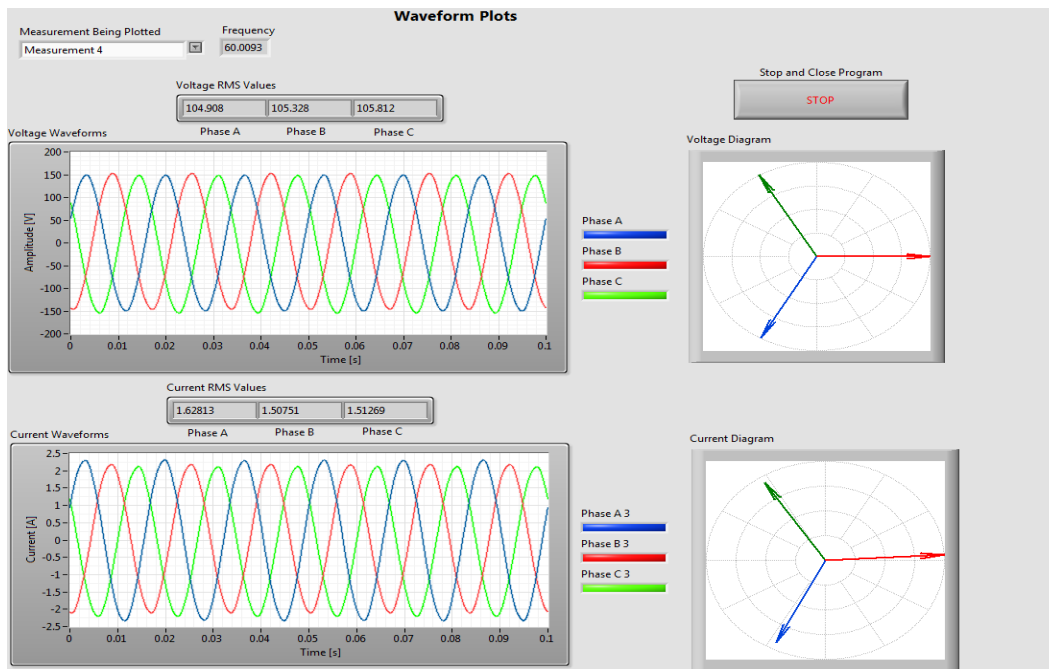 Waveform Plots
Measurement Being Plotted
Frequency
Measurement 4
60.0093
Voltage RMS Values
104.908 105.328 105.812
Phase A Phase B Phase C
Stop and Close Program
STOP
Voltage Waveforms
Amplitude [V]
200
150
100
50
0
-50
-100
-150
-200
0 0.01 0.02 0.03 0.04 0.05 0.06 0.07 0.08 0.09 0.1
Time [s]
Phase A
Phase B
Phase C
Voltage Diagram
Current RMS Values
1.62813 1.50751 1.51269
Phase A Phase B Phase C
Current Waveforms
Current [A]
2.5
2
1.5
1
0.5
0
-0.5
-1
-1.5
-2
-2.5
0 0.01 0.02 0.03 0.04 0.05 0.06 0.07 0.08 0.09 0.1
Time [s]
Phase A 3
Phase B 3
Phase C 3
Current Diagram